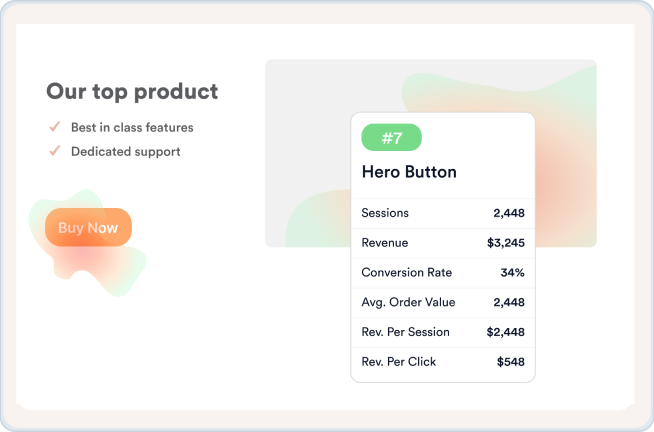 Our top product
Best in class features
Dedicated support
Buy Now
#7
Hero Button
Sessions 2,448
Revenue $3,245
Conversion Rate 34%
Avg. Order Value 2,448
Rev. Per Session $2,448
Rev. Per Click $548